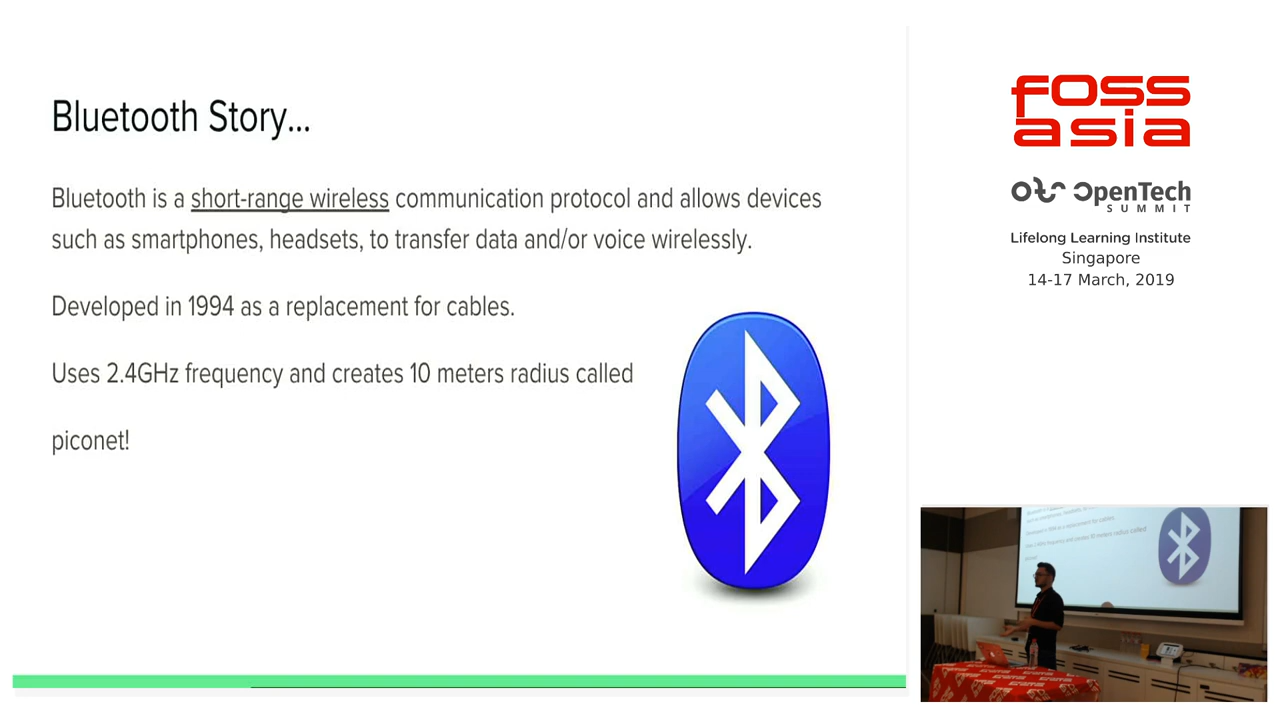 Bluetooth Story...
Bluetooth is a short-range wireless communication protocol and allows devices
such as smartphones, headsets, to transfer data and/or voice wirelessly.
Developed in 1994 as a replacement for cables.
Uses 2.4GHz frequency and creates 10 meters radius called
piconet!
foss
asia
OpenTech
SUMMIT
Lifelong Learning Institute
Singapore
14-17 March, 2019